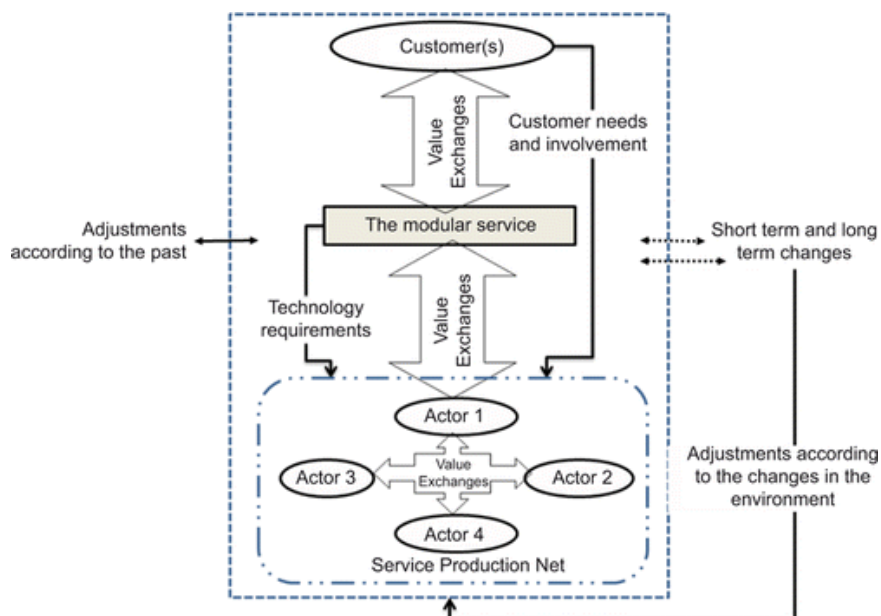 Customer(s)
Value
Exchanges
Customer needs
and involvement
Adjustments
according to the past
The modular service
Short term and long
term changes
Technology
requirements
Value
Exchanges
Actor 1
Actor 3
Value
Exchanges
Actor 2
Actor 4
Service Production Net
Adjustments according
to the changes in the
environment